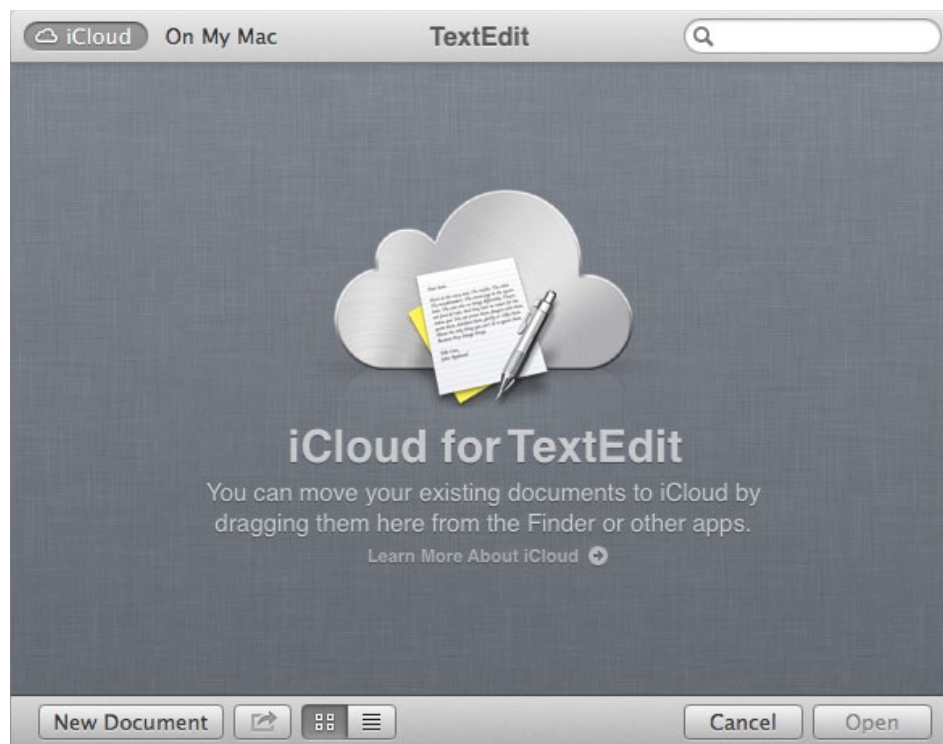 iCloud On My Mac TextEdit
iCloud for TextEdit
You can move your existing documents to iCloud by
dragging them here from the Finder or other apps.
Learn More About iCloud
New Document Cancel Open